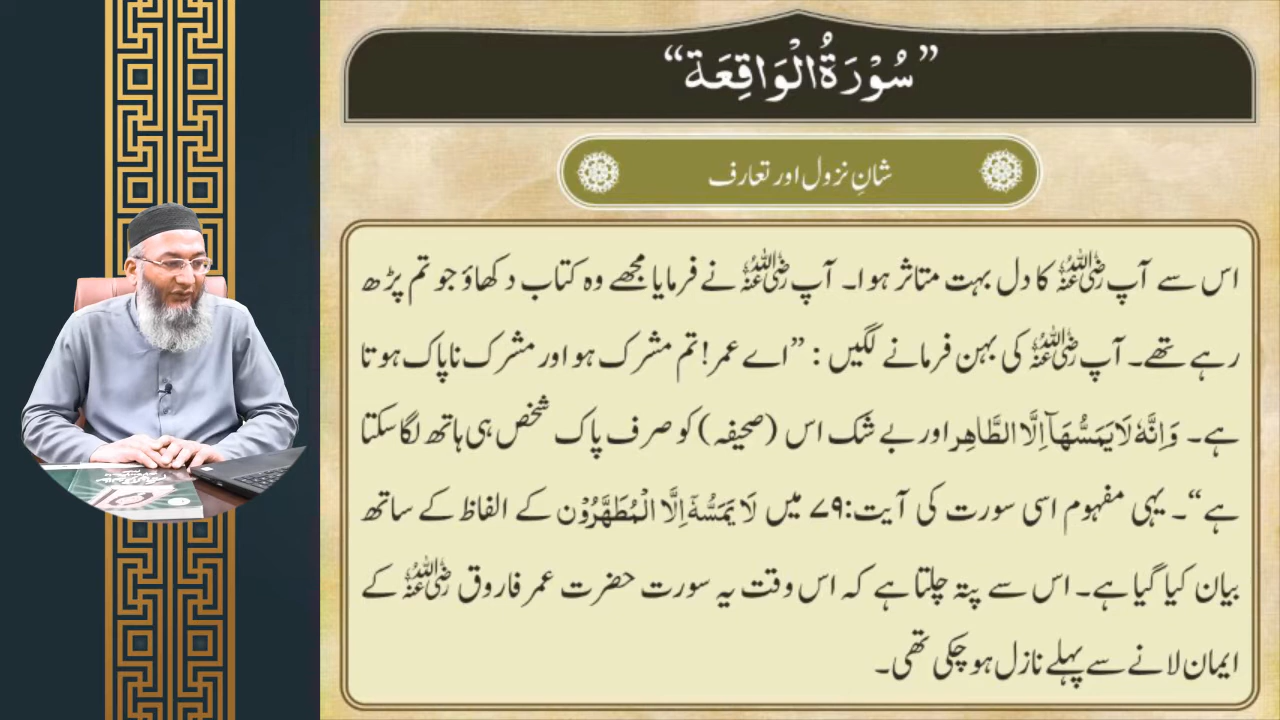 ”سُوْرَۃُ الْوَاقِعَة“
شانِ نزول اور تعارف
اس سے آپ رضی اللہ عنہ کا دل بہت متاثر ہوا۔ آپ رضی اللہ عنہ نے فرمایا مجھے وہ کتاب دکھاؤ جو تم پڑھ
رہے تھے۔ آپ رضی اللہ عنہ کی بہن فرمانے لگیں : ”اے عمر! تم مشرک ہو اور مشرک ناپاک ہوتا
ہے۔ وَاِنَّهٗ لَا يَمَسُّهَآ اِلَّا الطَّاهِر اور بے شک اس (صحیفہ) کو صرف پاک شخص ہی ہاتھ لگا سکتا
ہے“۔ یہی مفہوم اسی سورت کی آیت:۷۹ میں لَا يَمَسُّهٗٓ اِلَّا الْمُطَهَّرُوْن کے الفاظ کے ساتھ
بیان کیا گیا ہے۔ اس سے پتہ چلتا ہے کہ اس وقت یہ سورت حضرت عمر فاروق رضی اللہ عنہ کے
ایمان لانے سے پہلے نازل ہو چکی تھی۔